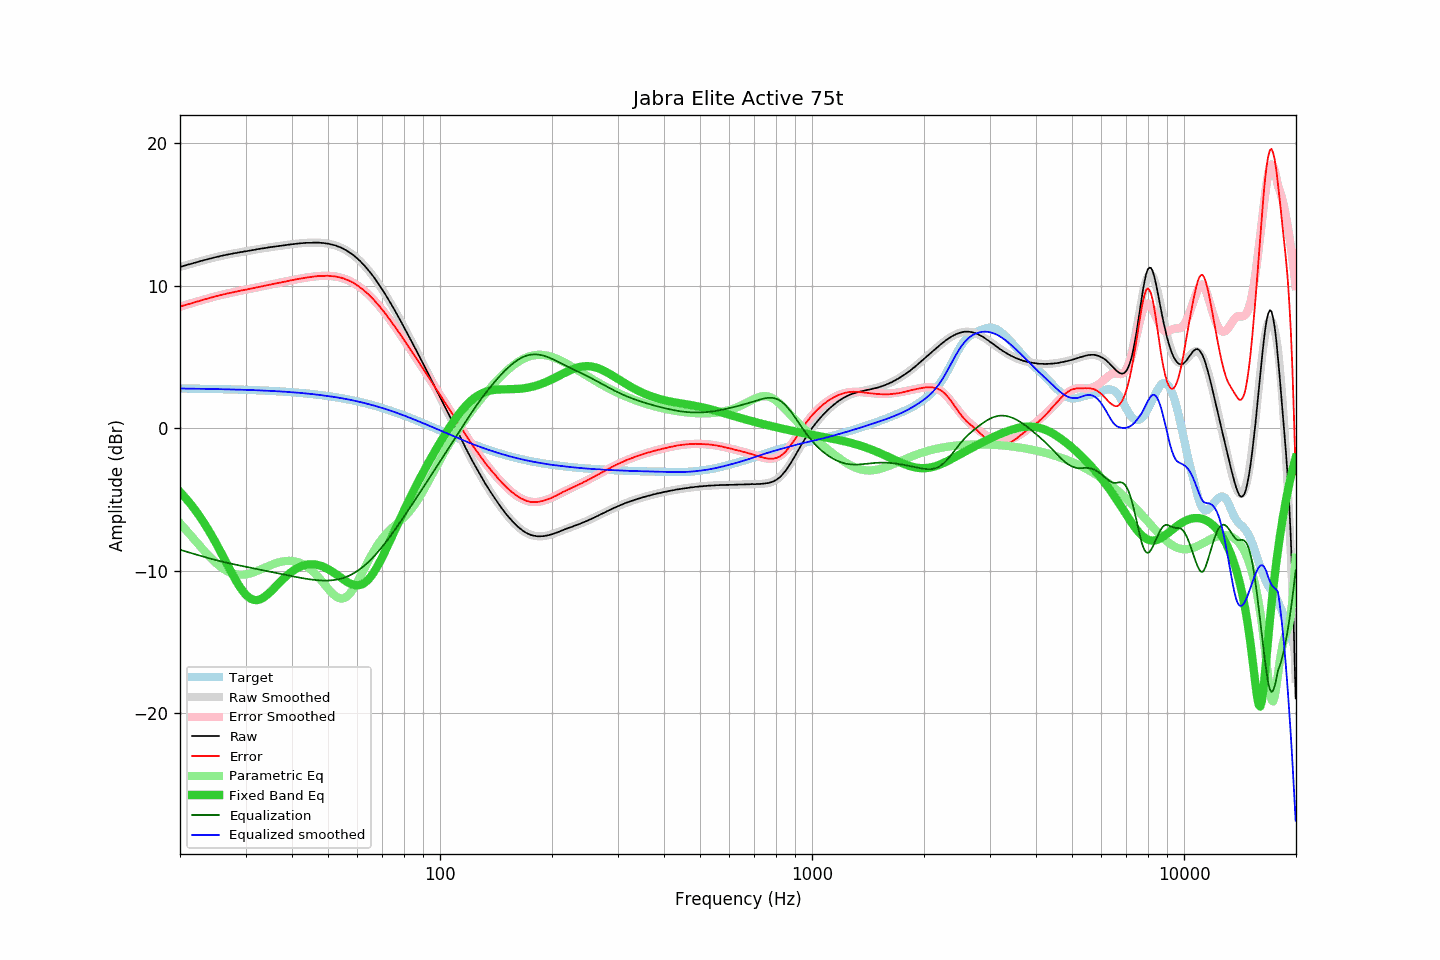 Jabra Elite Active 75t
20
10
0
−10
−20
Amplitude (dBr)
Target
Raw Smoothed
Error Smoothed
Raw
Error
Parametric Eq
Fixed Band Eq
Equalization
Equalized smoothed
100
1000
10000
Frequency (Hz)